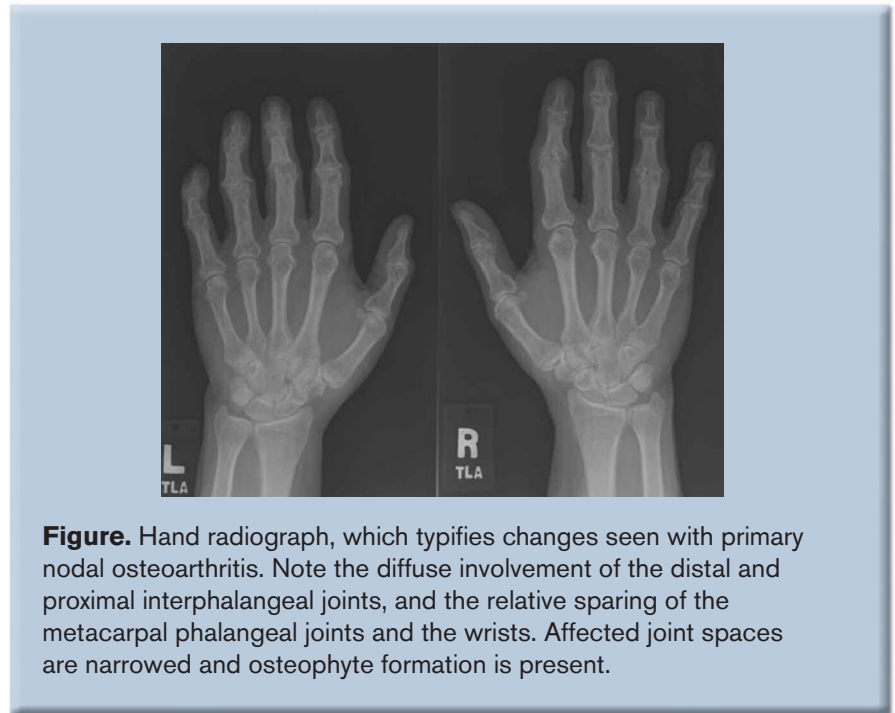 L
TLA
R
TLA
Figure. Hand radiograph, which typifies changes seen with primary
nodal osteoarthritis. Note the diffuse involvement of the distal and
proximal interphalangeal joints, and the relative sparing of the
metacarpal phalangeal joints and the wrists. Affected joint spaces
are narrowed and osteophyte formation is present.